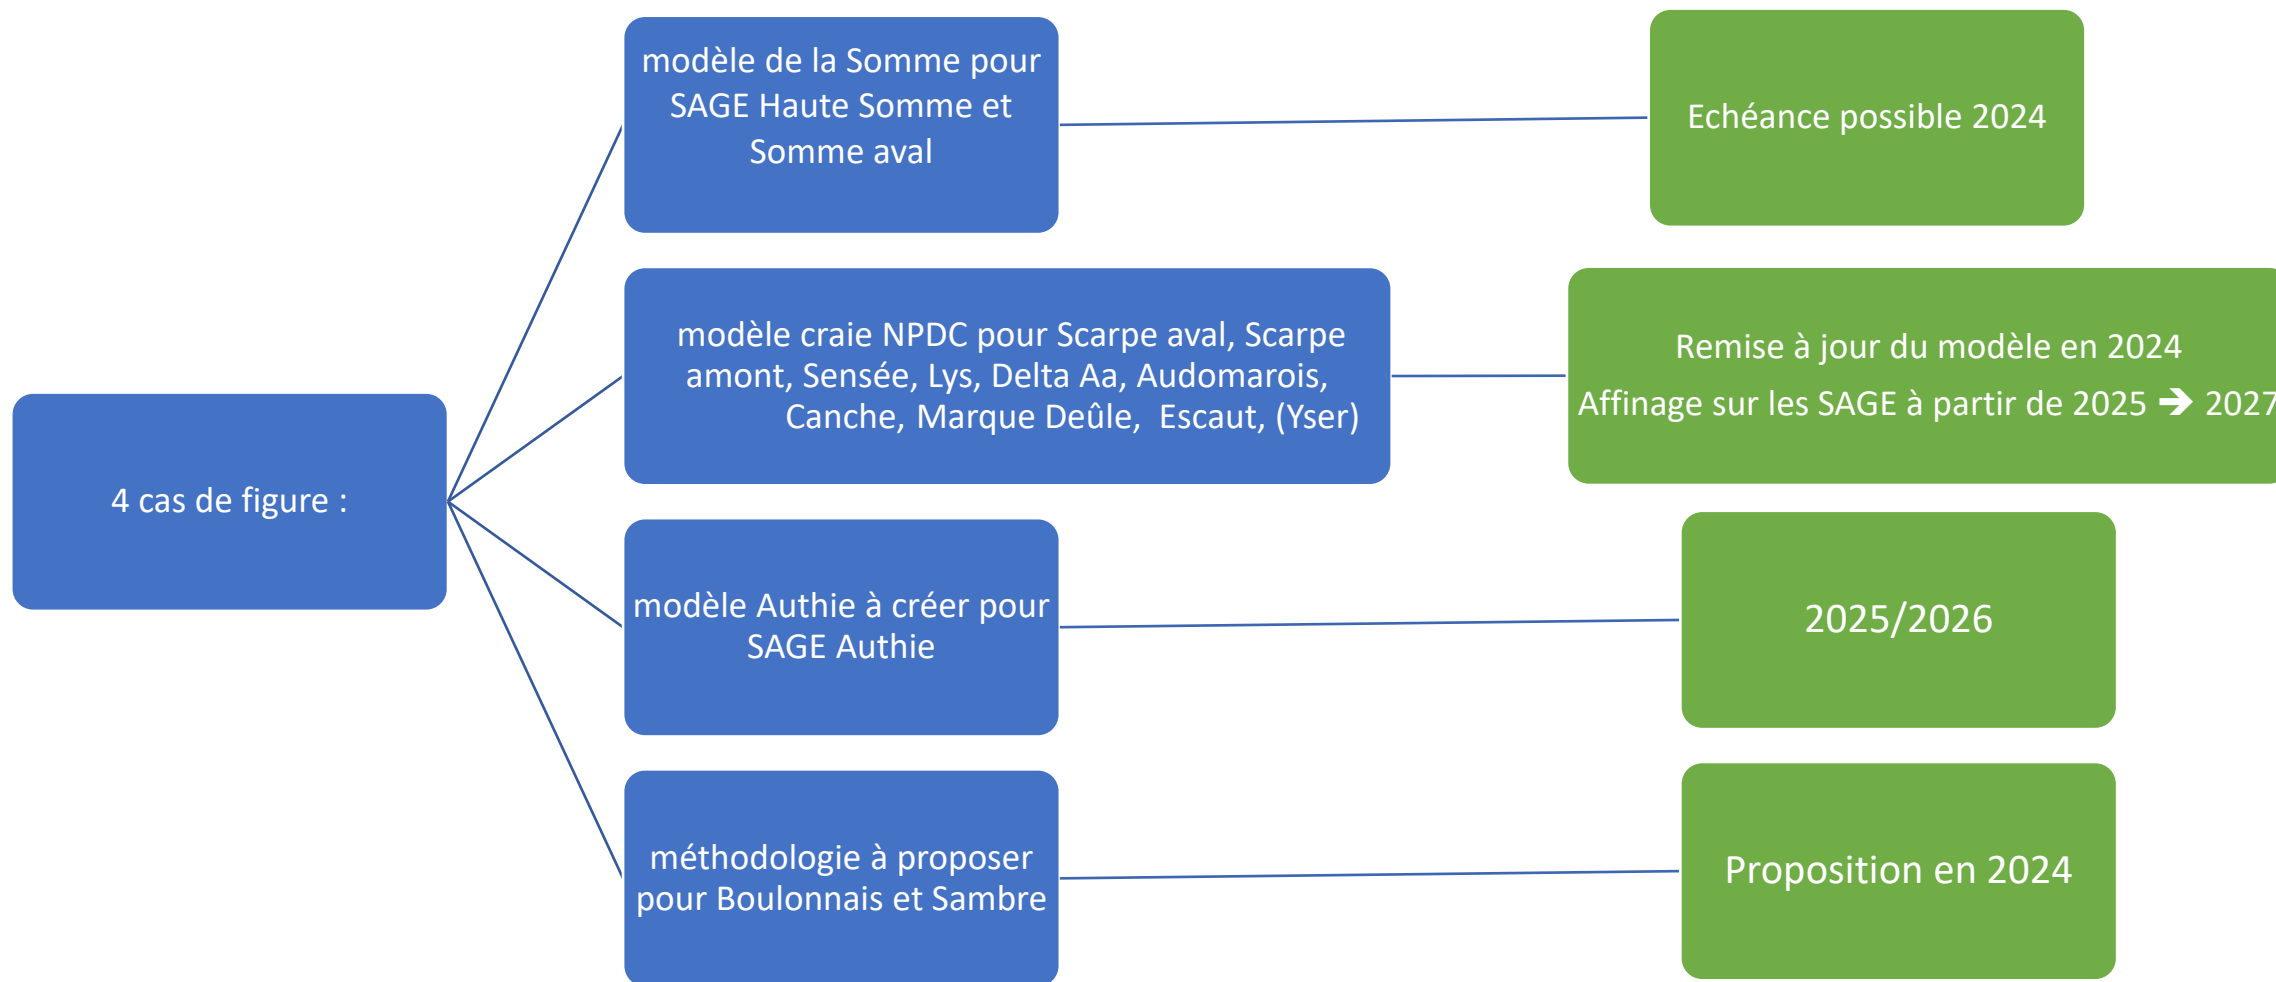 4 cas de figure :
modèle de la Somme pour
SAGE Haute Somme et
Somme aval
Echéance possible 2024
modèle craie NPDC pour Scarpe aval, Scarpe
amont, Sensée, Lys, Delta Aa, Audomarois,
Canche, Marque Deûle, Escaut, (Yser)
Remise à jour du modèle en 2024
Affinage sur les SAGE à partir de 2025 ➔ 2027
modèle Authie à créer pour
SAGE Authie
2025/2026
méthodologie à proposer
pour Boulonnais et Sambre
Proposition en 2024